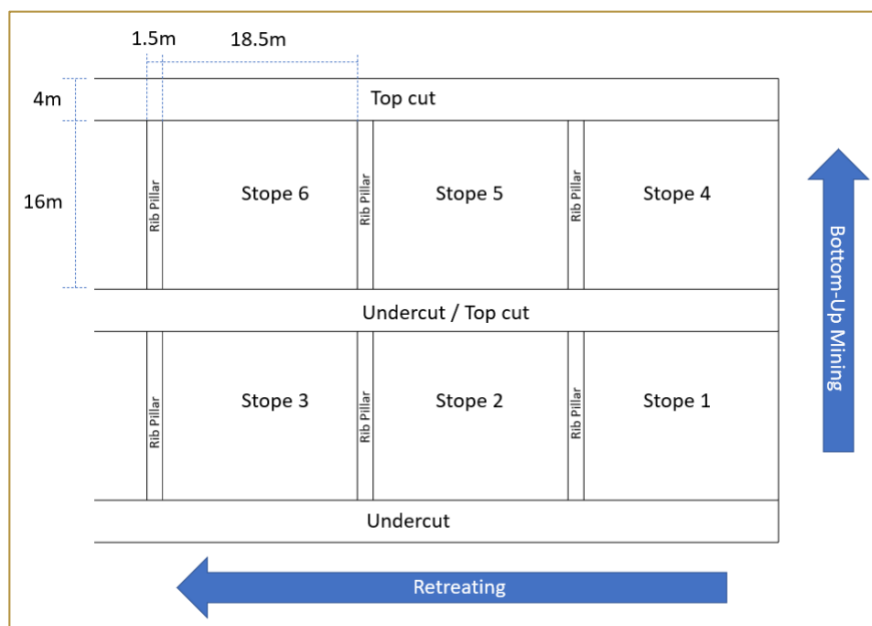 1.5m
18.5m
4m
Top cut
16m
Rib Pillar
Stope 6
Rib Pillar
Stope 5
Rib Pillar
Stope 4
Bottom-Up Mining
Undercut / Top cut
Rib Pillar
Stope 3
Rib Pillar
Stope 2
Rib Pillar
Stope 1
Undercut
Retreating